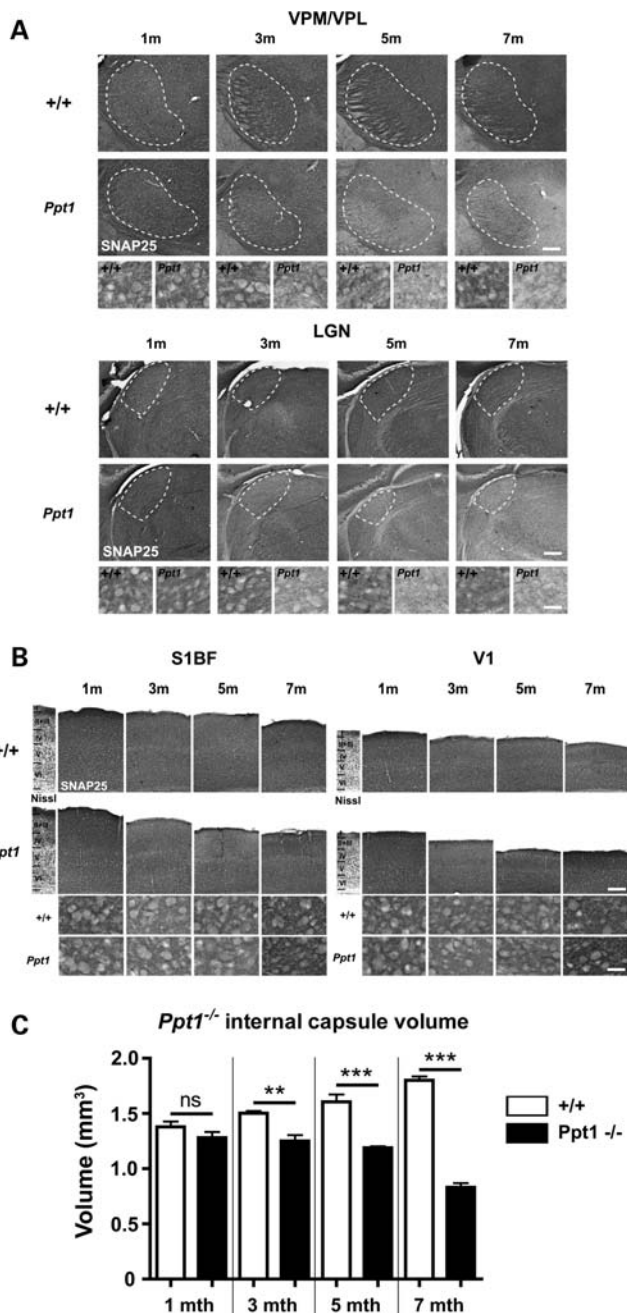 A
VPM/VPL
1m 3m 5m 7m
+/+
Ppt1
SNAP25
+/+ Ppt1 +/+ Ppt1 +/+ Ppt1 +/+ Ppt1
LGN
1m 3m 5m 7m
+/+
Ppt1
SNAP25
+/+ Ppt1 +/+ Ppt1 +/+ Ppt1 +/+ Ppt1
B
S1BF V1
1m 3m 5m 7m 1m 3m 5m 7m
+/+
SNAP25
Nissl Nissl
pt1
+/+ +/+
Ppt1 Ppt1
C
Ppt1-/- internal capsule volume
Volume (mm3)
2.0
1.5
1.0
0.5
0
ns ** *** ***
1 mth 3 mth 5 mth 7 mth
+/+
Ppt1 -/-